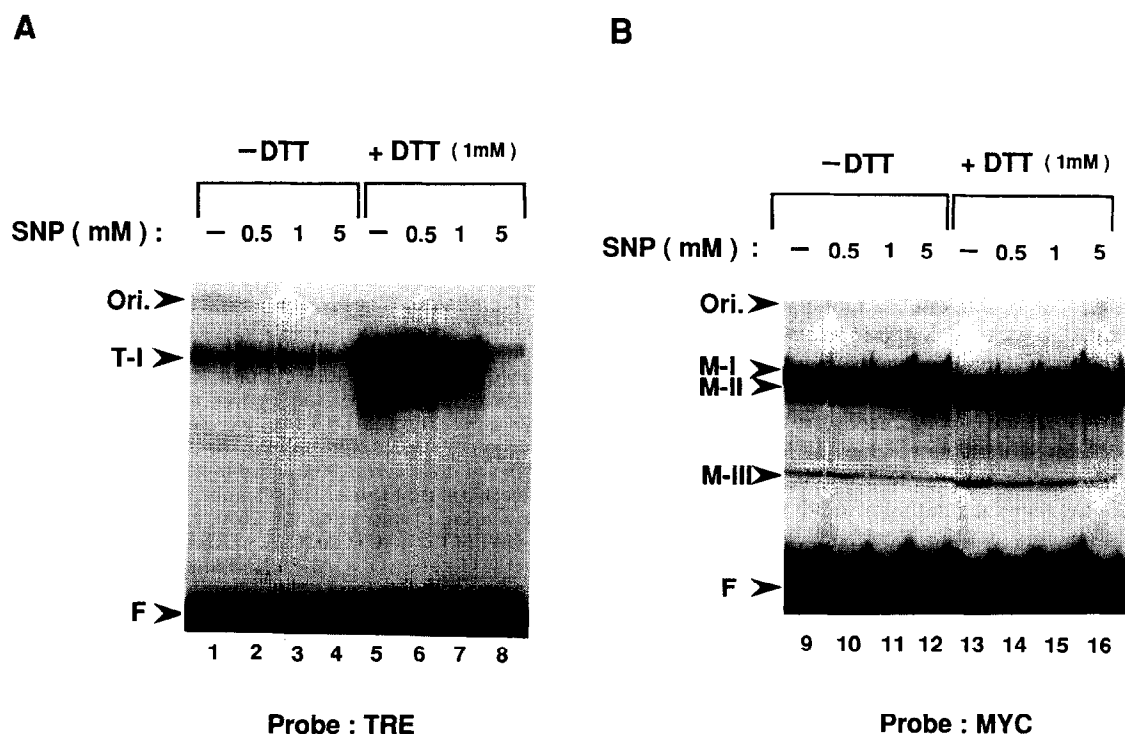 A
−DTT + DTT ( 1mM )
SNP ( mM ) : − 0.5 1 5 − 0.5 1 5
Ori.
T-I
F
1 2 3 4 5 6 7 8
Probe : TRE
B
−DTT + DTT ( 1mM )
SNP ( mM ) : − 0.5 1 5 − 0.5 1 5
Ori.
M-I
M-II
M-III
F
9 10 11 12 13 14 15 16
Probe : MYC